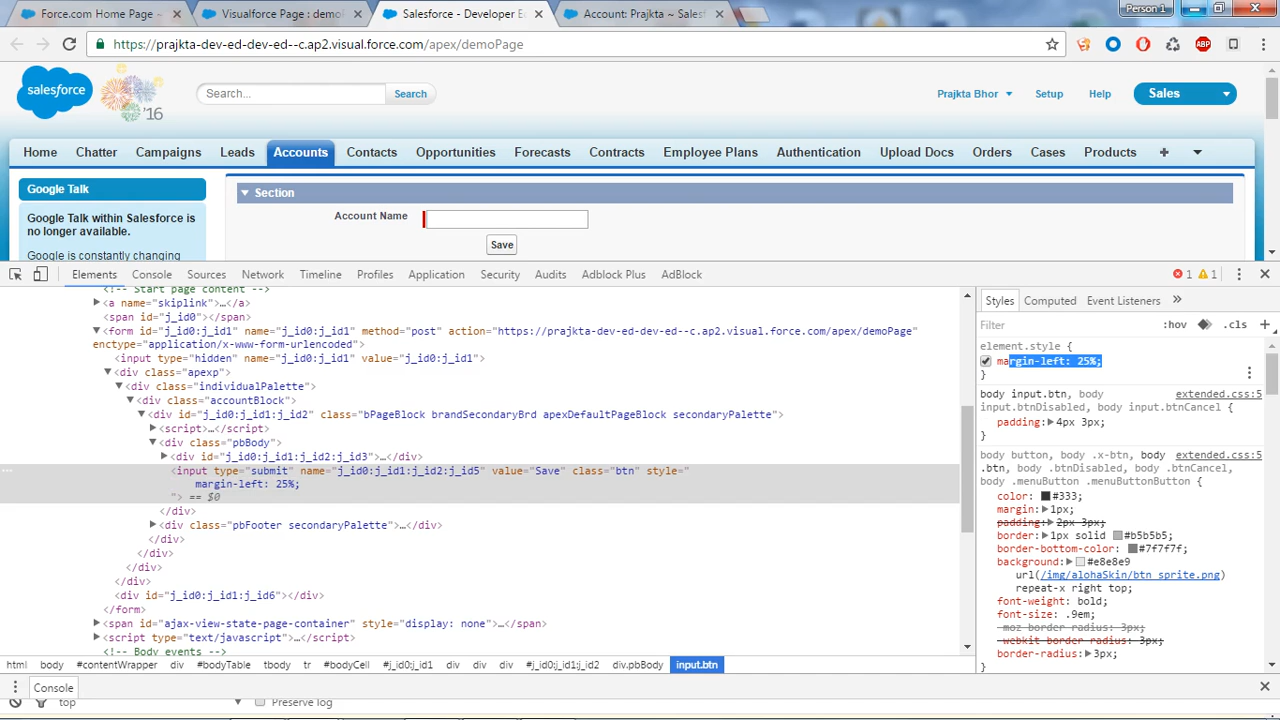 Force.com Home Page ~
Visualforce Page : demo
Salesforce - Developer E
Account: Prajkta ~ Sales
Person 1
https://prajkta-dev-ed-dev-ed--c.ap2.visual.force.com/apex/demoPage
ABP
salesforce
'16
Search...
Search
Prajkta Bhor
Setup
Help
Sales
Home
Chatter
Campaigns
Leads
Accounts
Contacts
Opportunities
Forecasts
Contracts
Employee Plans
Authentication
Upload Docs
Orders
Cases
Products
Google Talk
Google Talk within Salesforce is
no longer available.
Google is constantly changing
Section
Account Name
Save
Elements
Console
Sources
Network
Timeline
Profiles
Application
Security
Audits
Adblock Plus
AdBlock
1
1
<!-- Start page content -->
<a name="skiplink">…</a>
<span id="j_id0"></span>
<form id="j_id0:j_id1" name="j_id0:j_id1" method="post" action="https://prajkta-dev-ed-dev-ed--c.ap2.visual.force.com/apex/demoPage"
enctype="application/x-www-form-urlencoded">
<input type="hidden" name="j_id0:j_id1" value="j_id0:j_id1">
<div class="apexp">
<div class="individualPalette">
<div class="accountBlock">
<div id="j_id0:j_id1:j_id2" class="bPageBlock brandSecondaryBrd apexDefaultPageBlock secondaryPalette">
<script>…</script>
<div class="pbBody">
<div id="j_id0:j_id1:j_id2:j_id3">…</div>
<input type="submit" name="j_id0:j_id1:j_id2:j_id5" value="Save" class="btn" style="
margin-left: 25%;
"> == $0
</div>
<div class="pbFooter secondaryPalette">…</div>
</div>
</div>
</div>
</div>
<div id="j_id0:j_id1:j_id6"></div>
</form>
<span id="ajax-view-state-page-container" style="display: none">…</span>
<script type="text/javascript">…</script>
<!-- Body events -->
html
body
#contentWrapper
div
#bodyTable
tbody
tr
#bodyCell
#j_id0:j_id1
div
div
#j_id0:j_id1:j_id2
div.pbBody
input.btn
Styles
Computed
Event Listeners
»
Filter
:hov
.cls
+
element.style {
margin-left: 25%;
}
body input.btn, body
extended.css:5
input.btnDisabled, body input.btnCancel {
padding: 4px 3px;
}
body button, body .x-btn, body
extended.css:5
.btn, body .btnDisabled, body .btnCancel,
body .menuButton .menuButtonButton {
color: #333;
margin: 1px;
padding: 2px 3px;
border: 1px solid #b5b5b5;
border-bottom-color: #7f7f7f;
background: #e8e8e9
url(/img/alohaSkin/btn_sprite.png)
repeat-x right top;
font-weight: bold;
font-size: .9em;
-moz-border-radius: 3px;
-webkit-border-radius: 3px;
border-radius: 3px;
}
Console
top
Preserve log